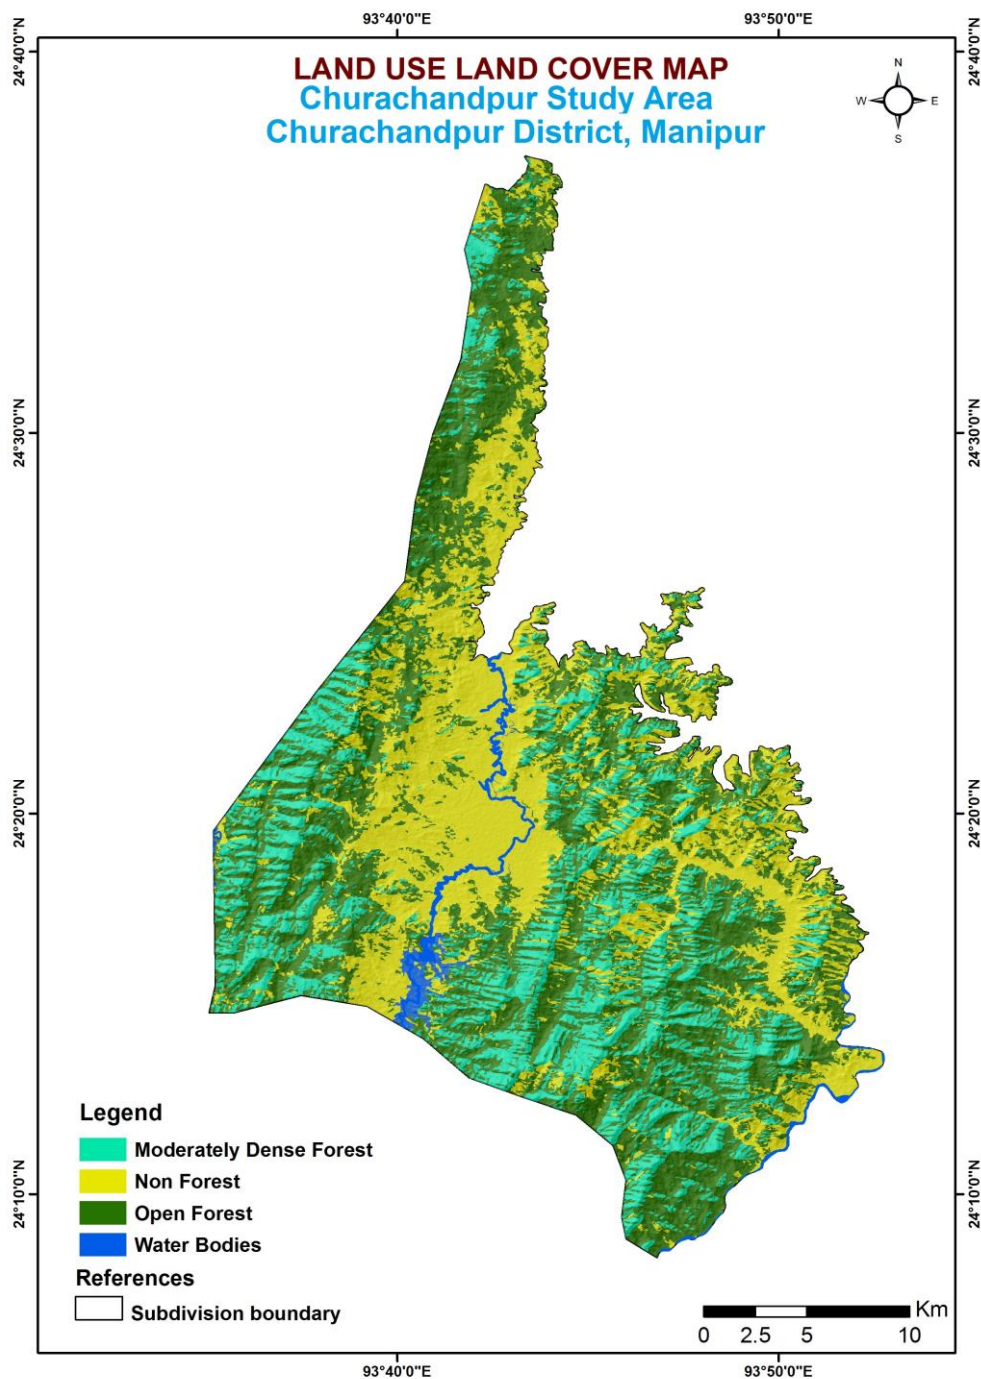 93°40'0"E 93°50'0"E
24°40'0"N 24°40'0"N
LAND USE LAND COVER MAP
Churachandpur Study Area
Churachandpur District, Manipur
N
W E
S
24°30'0"N 24°30'0"N
24°20'0"N 24°20'0"N
24°10'0"N 24°10'0"N
Legend
Moderately Dense Forest
Non Forest
Open Forest
Water Bodies
References
Subdivision boundary
Km
0 2.5 5 10
93°40'0"E 93°50'0"E